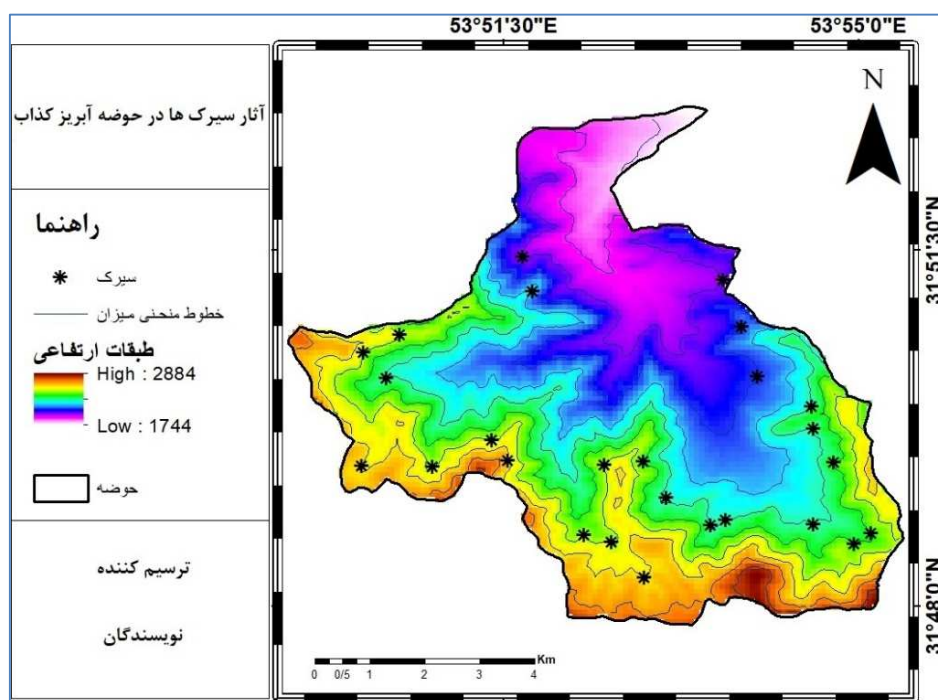 53°51'30"E
53°55'0"E
آثار سیرک ها در حوضه آبریز کذاب
راهنما
سیرک
خطوط منحنی میزان
طبقات ارتفاعی
High : 2884
Low : 1744
حوضه
ترسیم کننده
نویسندگان
N
31°51'30"N
31°48'0"N
Km
0 0/5 1 2 3 4